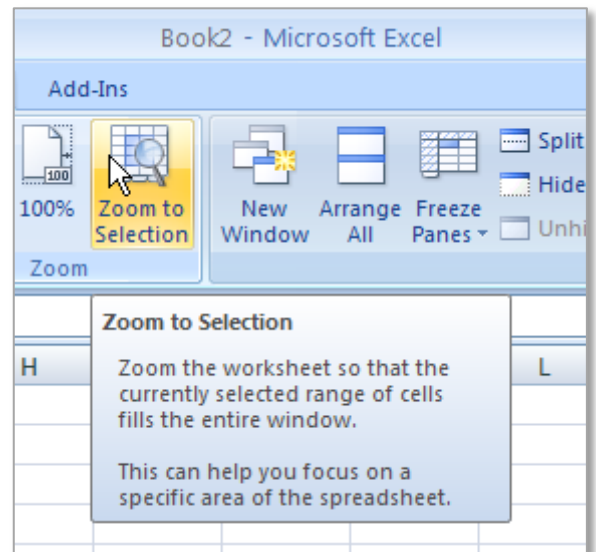 Book2 - Microsoft Excel
Add-Ins
100
100%
Zoom to
Selection
New
Window
Arrange
All
Freeze
Panes
Split
Hide
Unhi
Zoom
Zoom to Selection
H
L
Zoom the worksheet so that the
currently selected range of cells
fills the entire window.
This can help you focus on a
specific area of the spreadsheet.